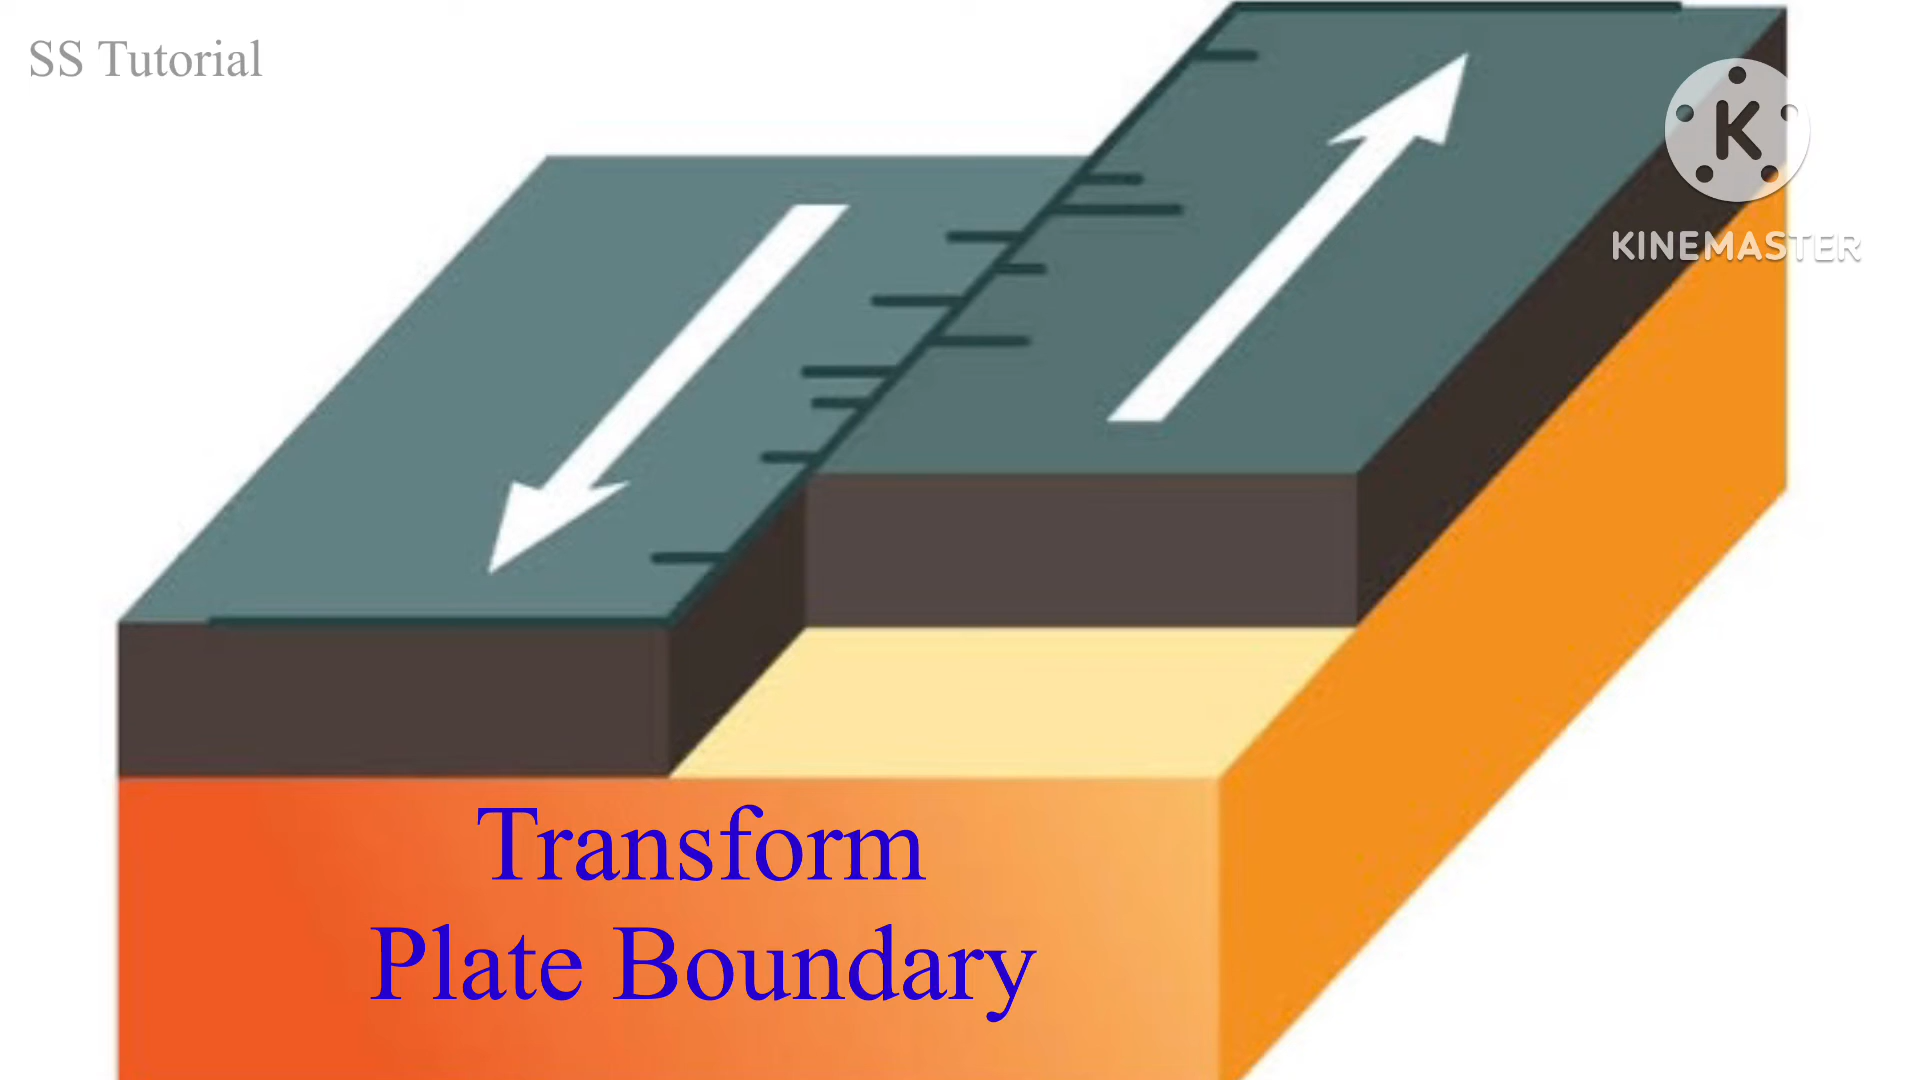 SS Tutorial
K
KINEMASTER
Transform
Plate Boundary